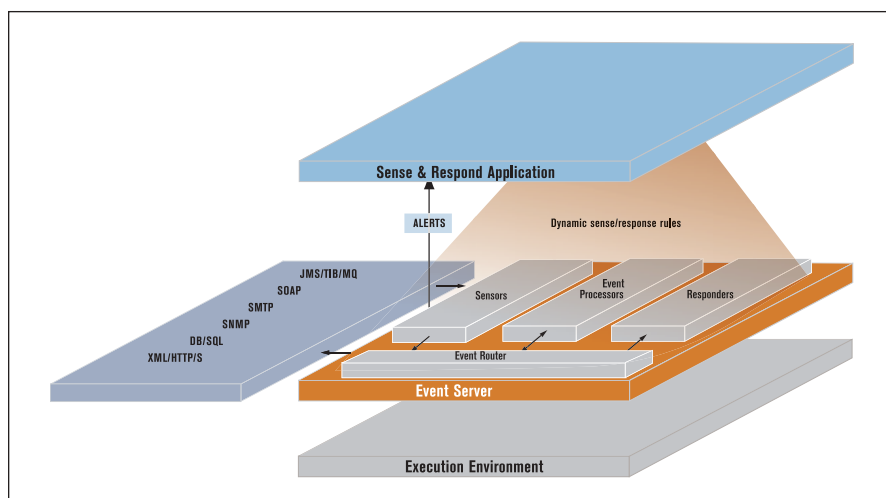 Sense & Respond Application
ALERTS
Dynamic sense/response rules
JMS/TIB/MQ
SOAP
SMTP
SNMP
DB/SQL
XML/HTTP/S
Sensors
Event
Processors
Responders
Event Router
Event Server
Execution Environment